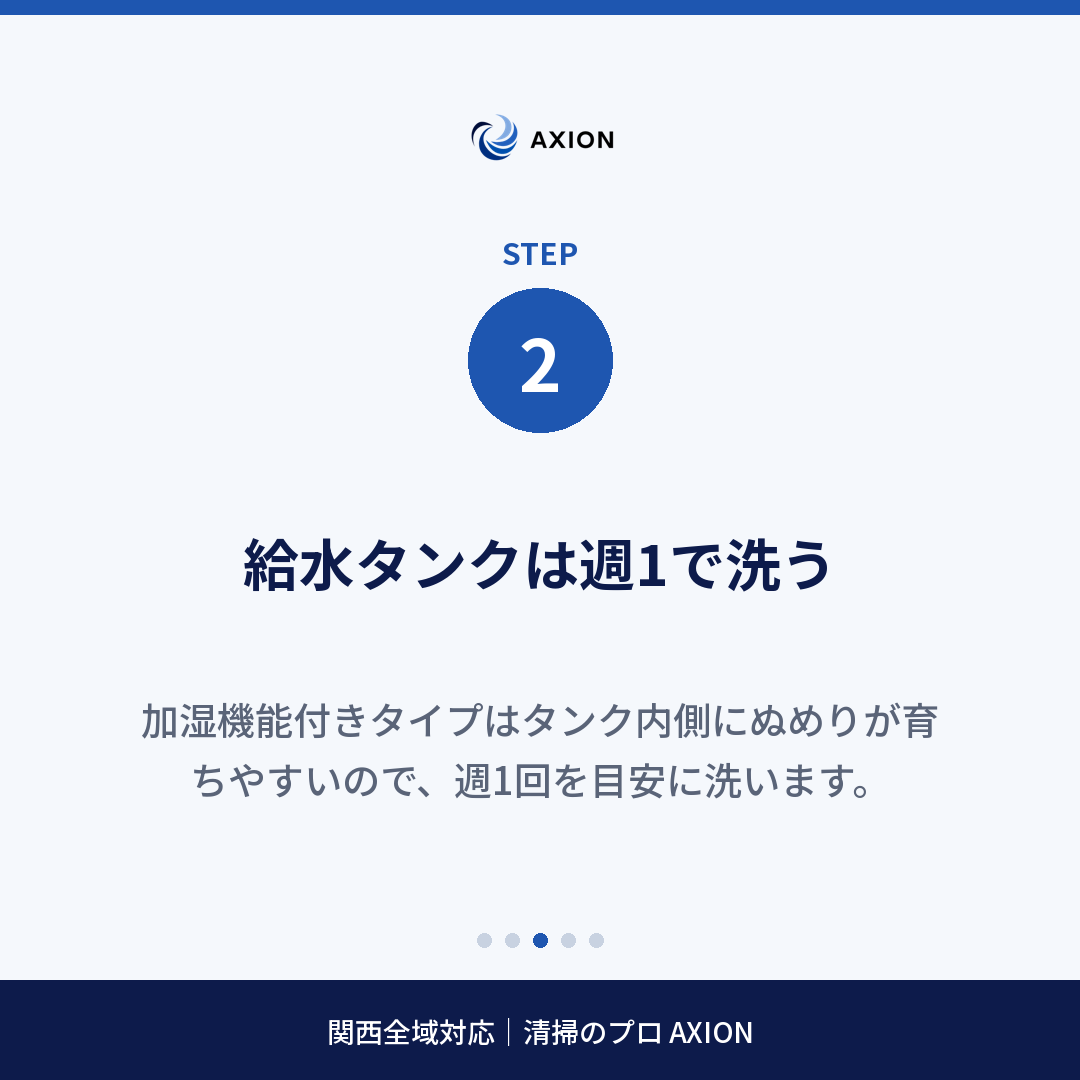 AXION
STEP
2
給水タンクは週1で洗う
加湿機能付きタイプはタンク内側にぬめりが育
ちやすいので、週1回を目安に洗います。
関西全域対応｜清掃のプロ AXION